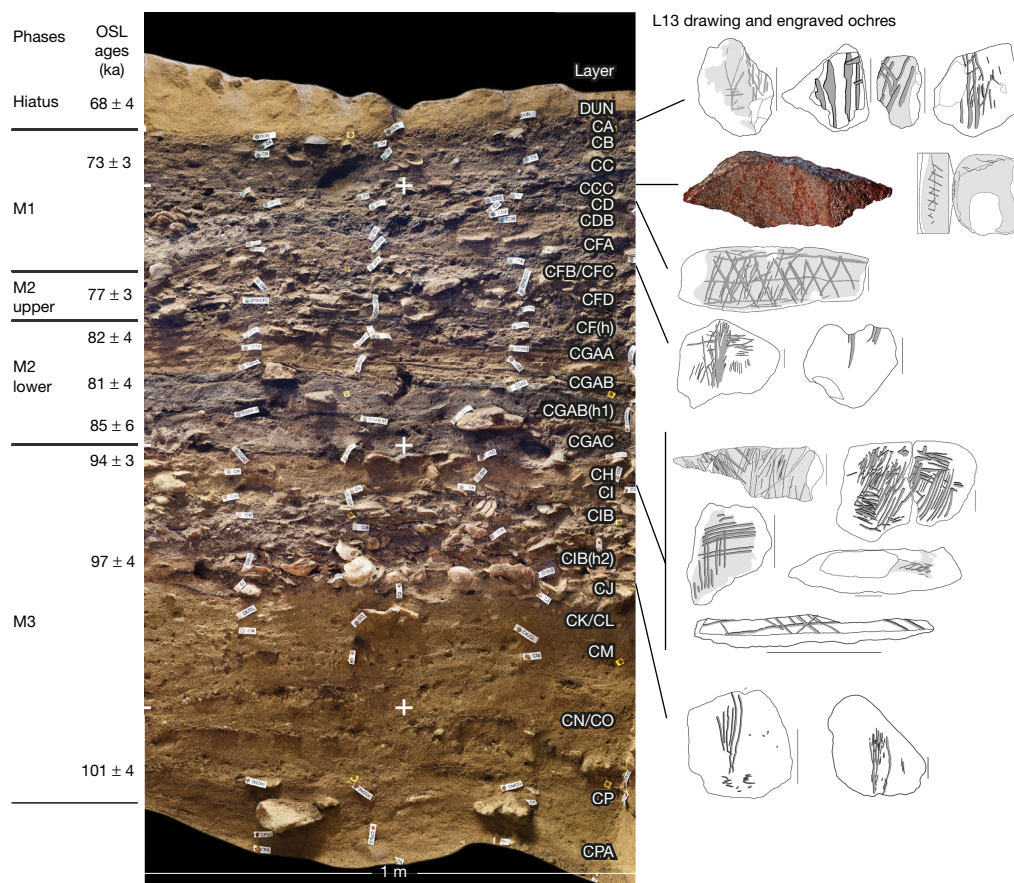 L13 drawing and engraved ochres
Phases
OSL
ages
(ka)
Layer
Hiatus
68 ± 4
DUN
CA
CB
73 ± 3
CC
CCC
M1
CD
CDB
CFA
CFB/CFC
M2
upper
77 ± 3
CFD
CF(h)
82 ± 4
CGAA
M2
lower
81 ± 4
CGAB
CGAB(h1)
85 ± 6
CGAC
94 ± 3
CH
CI
CIB
97 ± 4
CIB(h2)
CJ
M3
CK/CL
CM
CN/CO
101 ± 4
CP
CPA
1 m